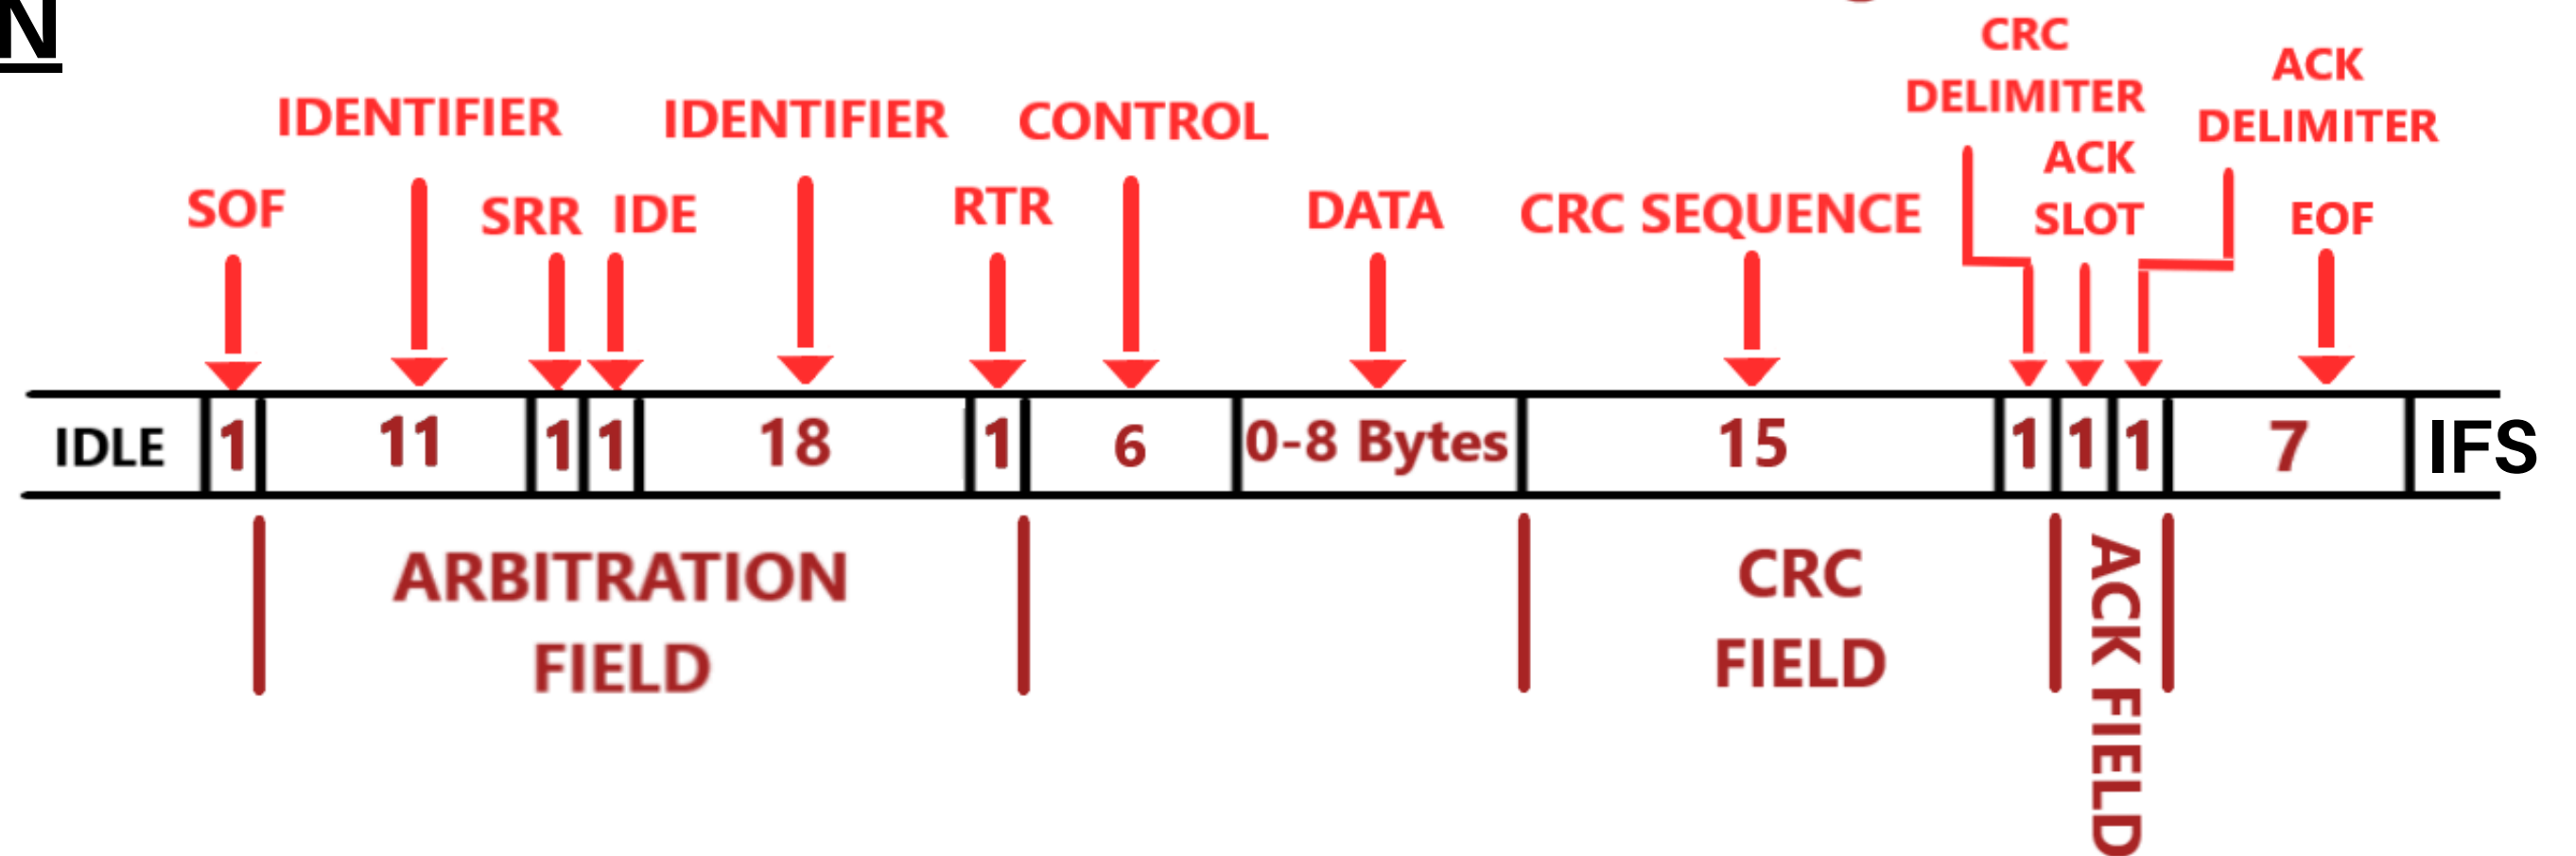 N
CRC
DELIMITER
ACK
SLOT
ACK
DELIMITER
IDENTIFIER
IDENTIFIER
CONTROL
SOF
SRR
IDE
RTR
DATA
CRC SEQUENCE
EOF
IDLE 1 11 1 1 18 1 6 0-8 Bytes 15 1 1 1 7 IFS
ARBITRATION
FIELD
CRC
FIELD
ACK FIELD